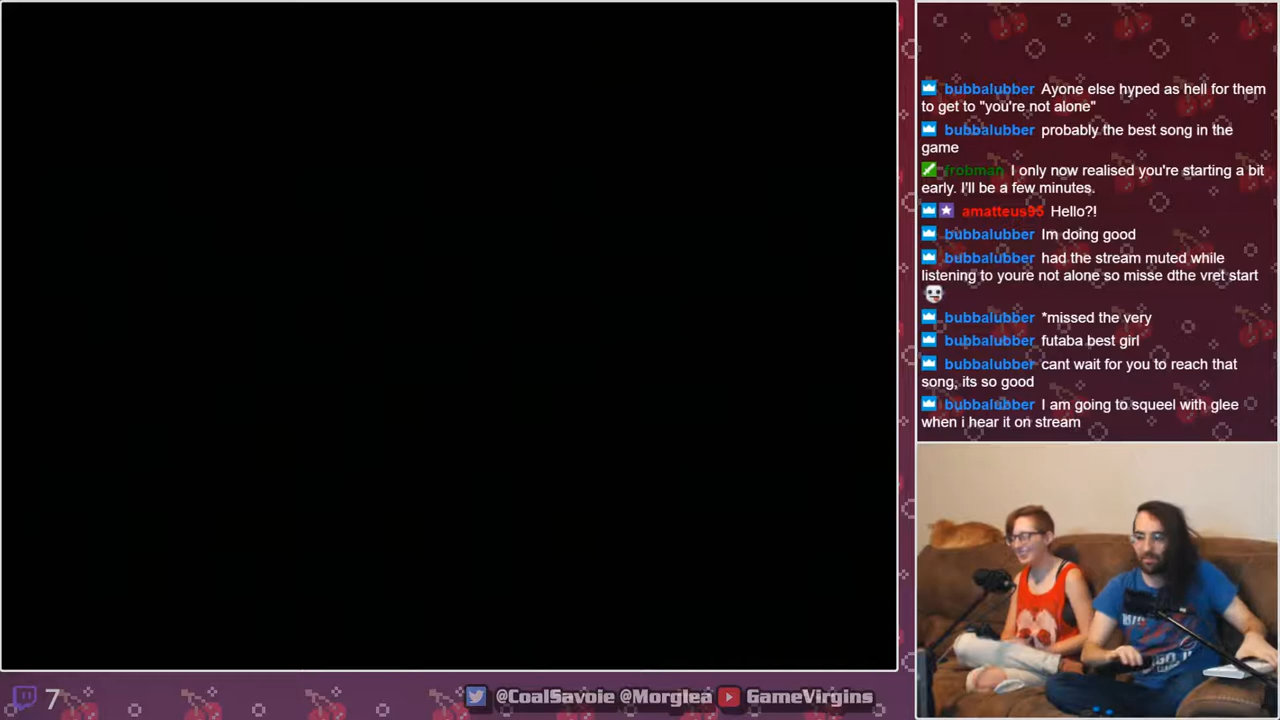 bubbalubber Ayone else hyped as hell for them
to get to "you're not alone"
bubbalubber probably the best song in the
game
frobman I only now realised you're starting a bit
early. I'll be a few minutes.
amatteus95 Hello?!
bubbalubber Im doing good
bubbalubber had the stream muted while
listening to youre not alone so misse dthe vret start
bubbalubber *missed the very
bubbalubber futaba best girl
bubbalubber cant wait for you to reach that
song, its so good
bubbalubber I am going to squeel with glee
when i hear it on stream
7 @CoalSavoie @Morglea GameVirgins